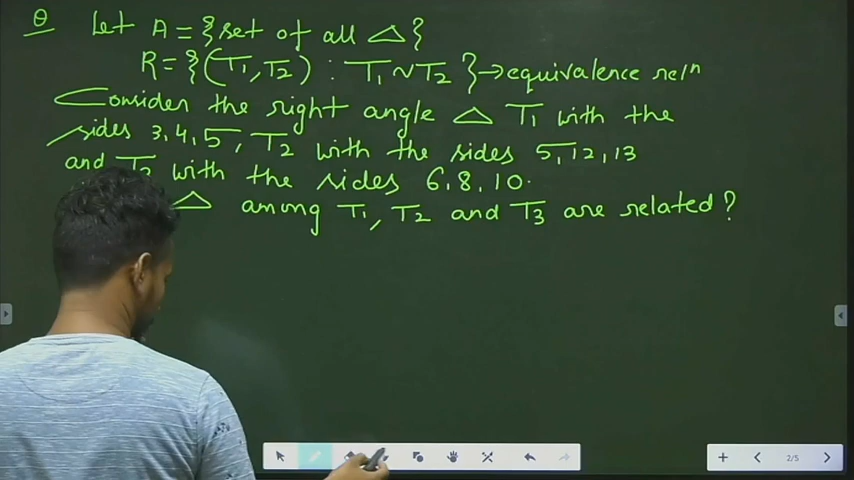 Q Let A = {set of all △}
R = {(T1, T2) : T1 ~ T2} → equivalence relⁿ
Consider the right angle △ T1 with the
sides 3, 4, 5, T2 with the sides 5, 12, 13
and T3 with the sides 6, 8, 10.
△ among T1, T2 and T3 are related?
2/5